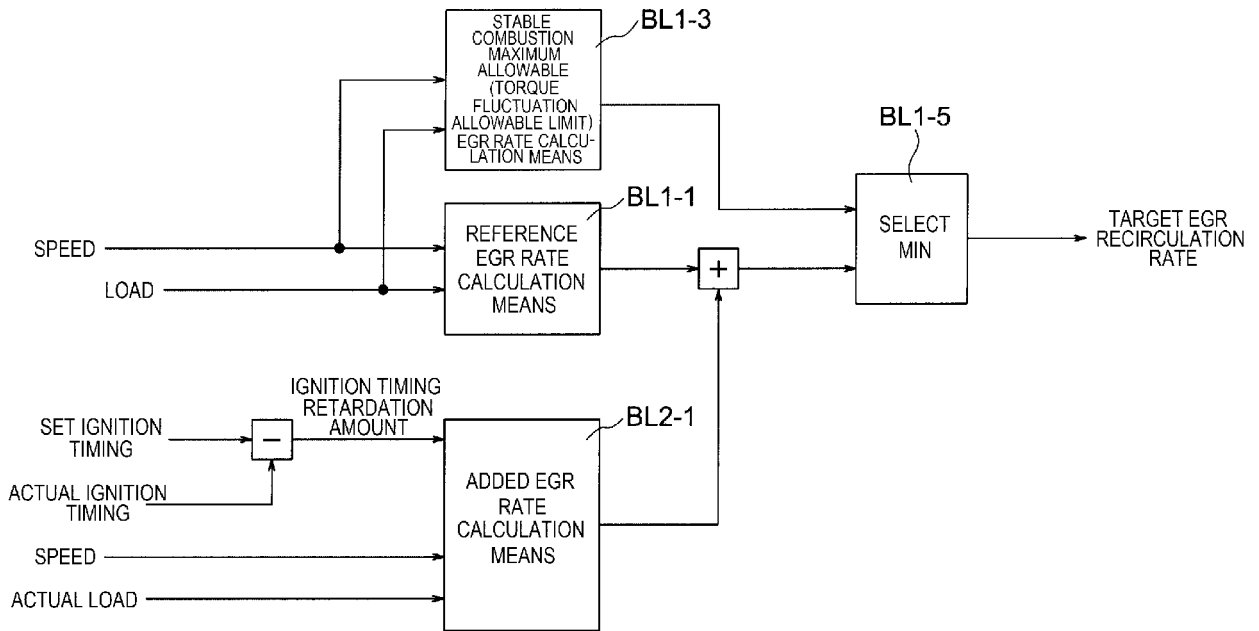 STABLE
COMBUSTION
MAXIMUM
ALLOWABLE
(TORQUE
FLUCTUATION
ALLOWABLE LIMIT)
EGR RATE CALCU-
LATION MEANS
BL1-3
BL1-5
SELECT
MIN
TARGET EGR
RECIRCULATION
RATE
BL1-1
SPEED
LOAD
REFERENCE
EGR RATE
CALCULATION
MEANS
+
SET IGNITION
TIMING
−
IGNITION TIMING
RETARDATION
AMOUNT
BL2-1
ACTUAL IGNITION
TIMING
ADDED EGR
RATE
CALCULATION
MEANS
SPEED
ACTUAL LOAD